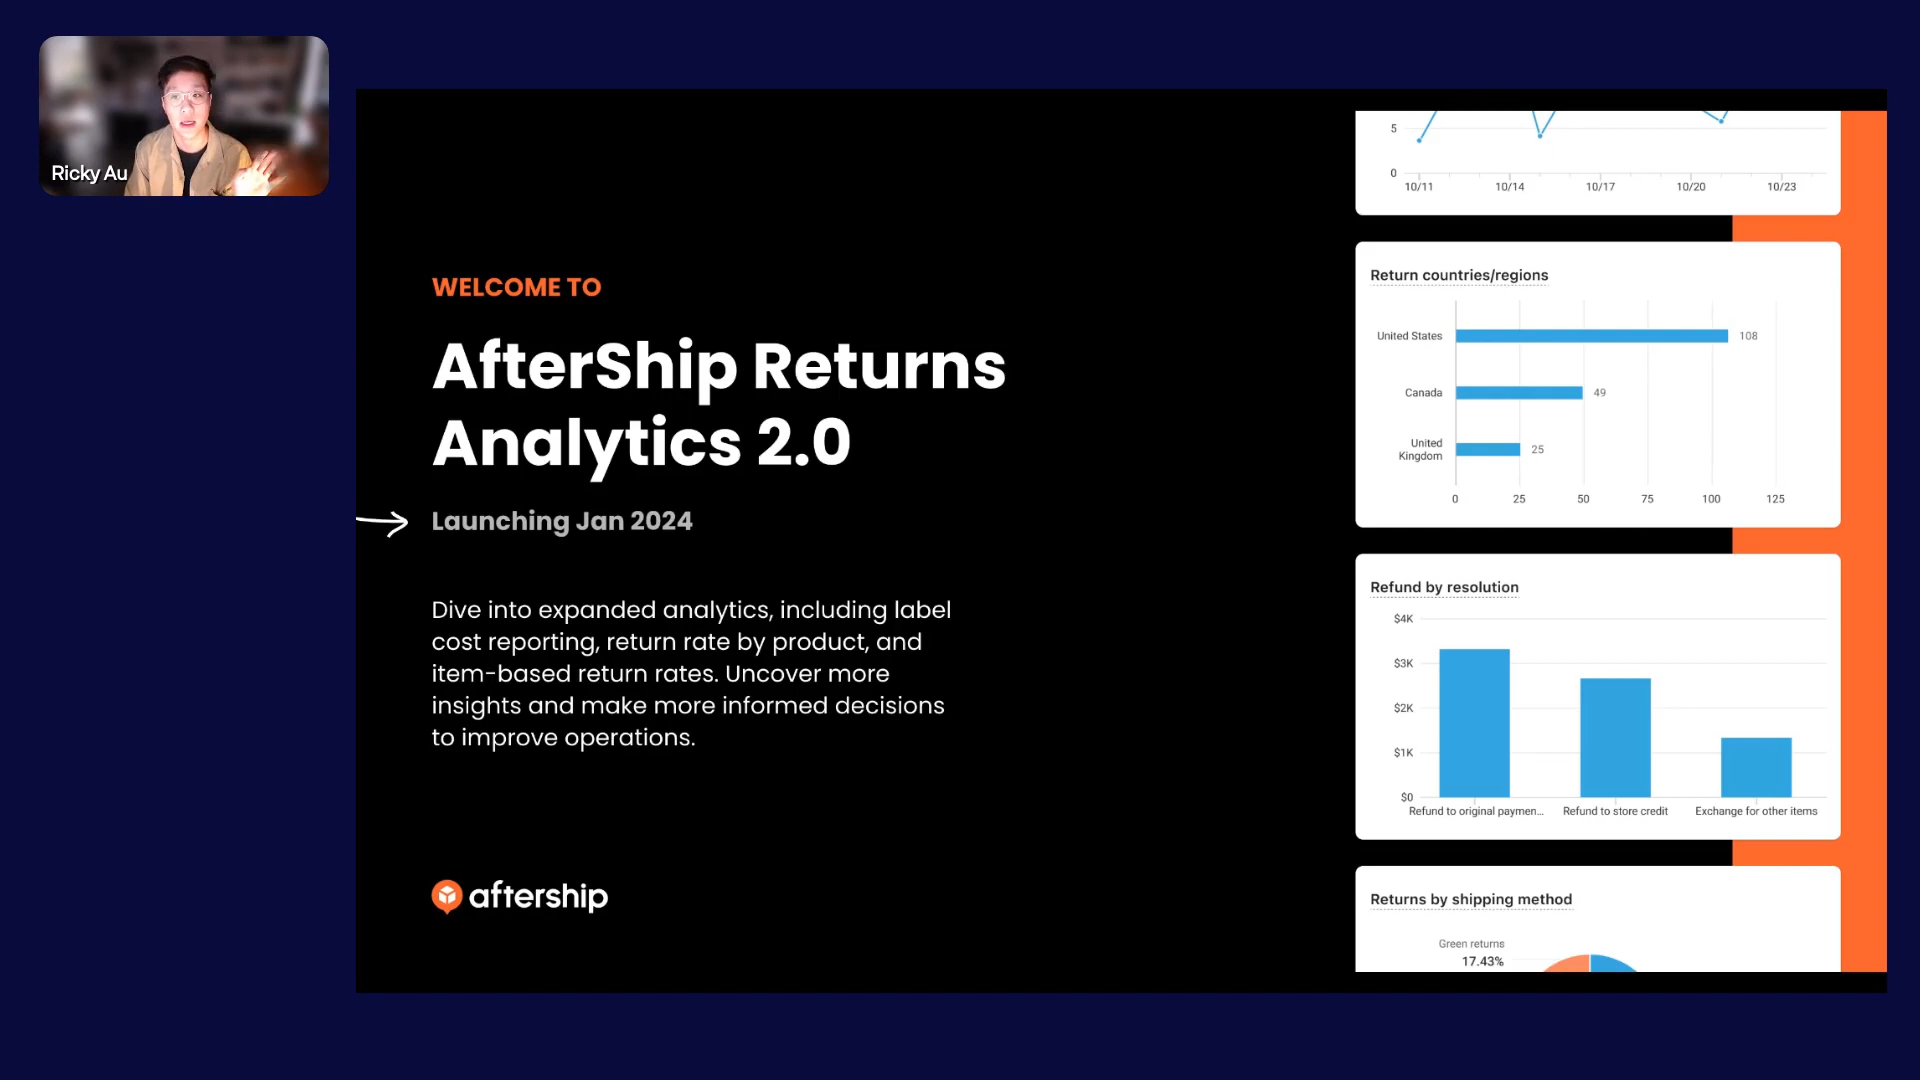 Ricky Au
WELCOME TO
AfterShip Returns
Analytics 2.0
Launching Jan 2024
Dive into expanded analytics, including label
cost reporting, return rate by product, and
item-based return rates. Uncover more
insights and make more informed decisions
to improve operations.
aftership
5
0
10/11 10/14 10/17 10/20 10/23
Return countries/regions
United States 108
Canada 49
United
Kingdom 25
0 25 50 75 100 125
Refund by resolution
$4K
$3K
$2K
$1K
$0
Refund to original paymen... Refund to store credit Exchange for other items
Returns by shipping method
Green returns
17.43%